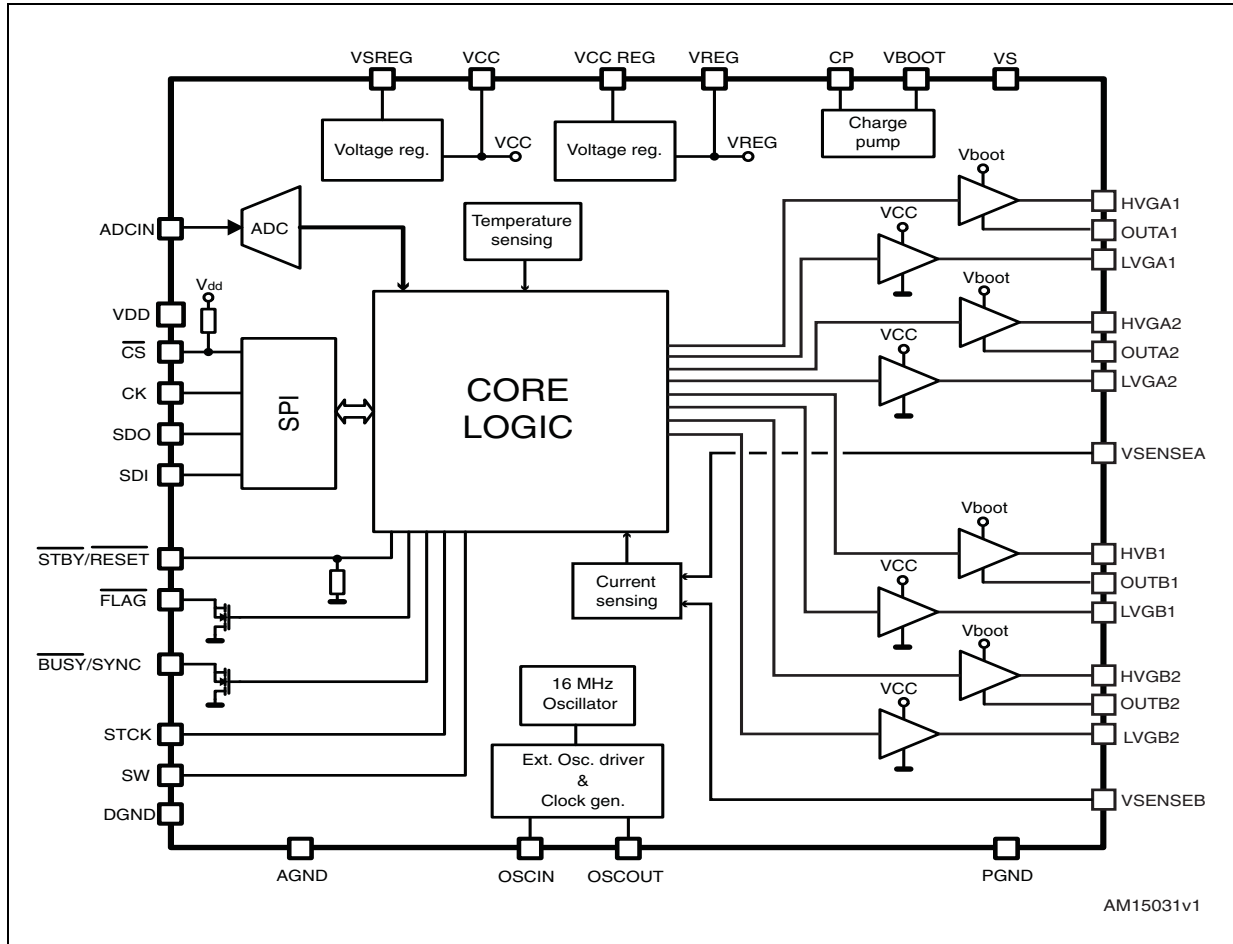 VSREG
VCC
VCC REG
VREG
CP
VBOOT
VS
Voltage reg.
VCC
Voltage reg.
VREG
Charge
pump
Vboot
HVGA1
OUTA1
VCC
LVGA1
ADCIN
ADC
Temperature
sensing
Vboot
HVGA2
OUTA2
VCC
LVGA2
Vdd
VDD
CS
CK
SDO
SDI
SPI
CORE
LOGIC
VSENSEA
STBY/RESET
FLAG
BUSY/SYNC
STCK
SW
DGND
Current
sensing
Vboot
HVB1
OUTB1
VCC
LVGB1
Vboot
HVGB2
OUTB2
VCC
LVGB2
VSENSEB
16 MHz
Oscillator
Ext. Osc. driver
&
Clock gen.
AGND
OSCIN
OSCOUT
PGND
AM15031v1